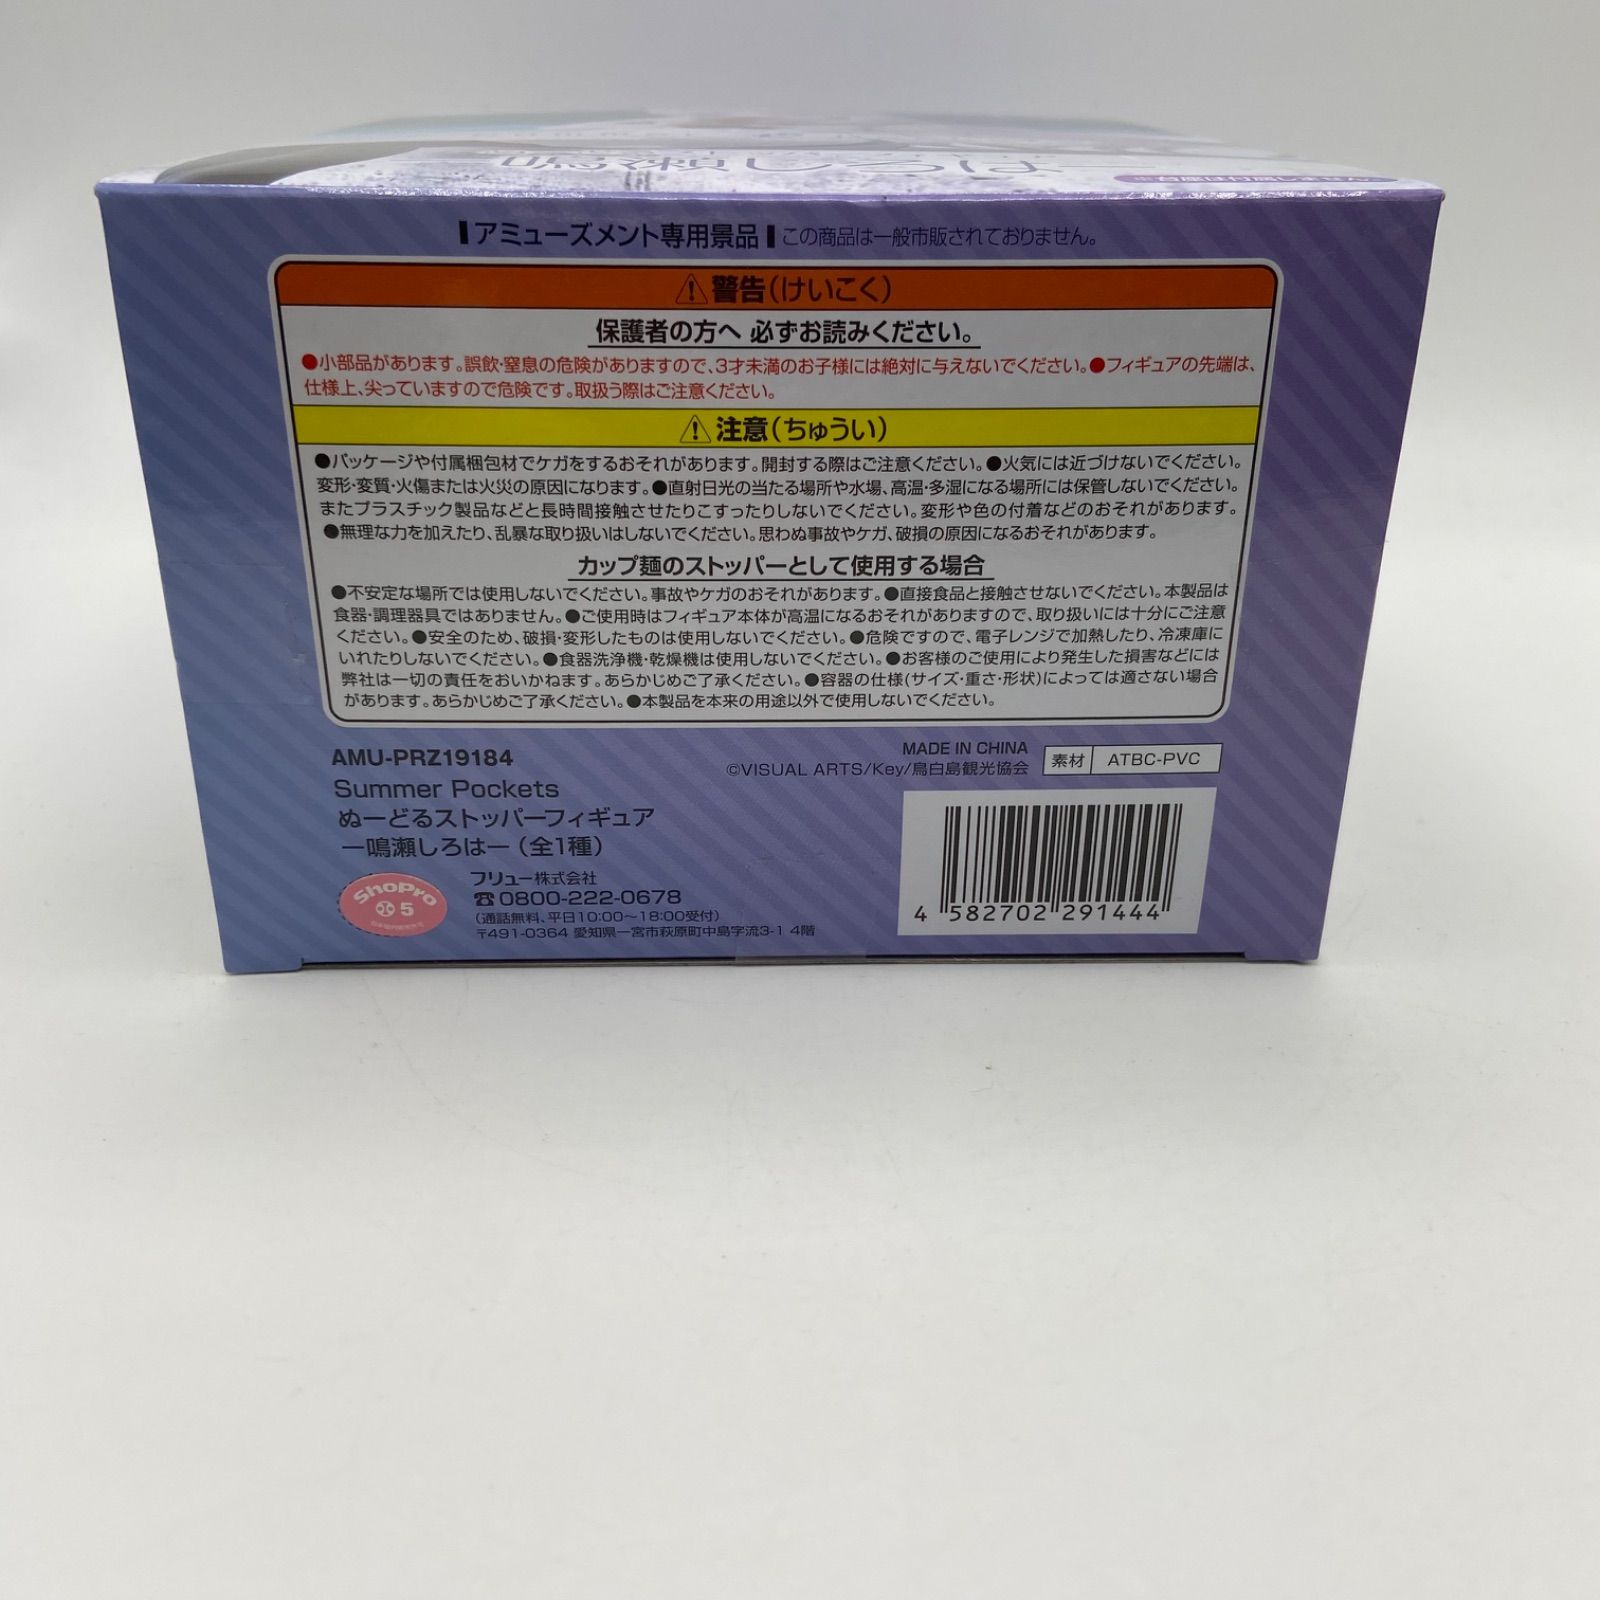 鳴瀬しろは
アミューズメント専用景品 この商品は一般市販されておりません。
警告(けいこく)
保護者の方へ 必ずお読みください。
●小部品があります。誤飲・窒息の危険がありますので、3才未満のお子様には絶対に与えないでください。●フィギュアの先端は、
仕様上、尖っていますので危険です。取扱う際はご注意ください。
注意(ちゅうい)
●パッケージや付属梱包材でケガをするおそれがあります。開封する際はご注意ください。●火気には近づけないでください。
変形・変質・火傷または火災の原因になります。●直射日光の当たる場所や水場、高温・多湿になる場所には保管しないでください。
またプラスチック製品などと長時間接触させたりこすったりしないでください。変形や色の付着などのおそれがあります。
●無理な力を加えたり、乱暴な取り扱いはしないでください。思わぬ事故やケガ、破損の原因になるおそれがあります。
カップ麺のストッパーとして使用する場合
●不安定な場所では使用しないでください。事故やケガのおそれがあります。●直接食品と接触させないでください。本製品は
食器・調理器具ではありません。●ご使用時はフィギュア本体が高温になるおそれがありますので、取り扱いには十分にご注意
ください。●安全のため、破損・変形したものは使用しないでください。●危険ですので、電子レンジで加熱したり、冷凍庫に
いれたりしないでください。●食器洗浄機・乾燥機は使用しないでください。●お客様のご使用により発生した損害などには
弊社は一切の責任をおいかねます。あらかじめご了承ください。●容器の仕様(サイズ・重さ・形状)によっては適さない場合
があります。あらかじめご了承ください。●本製品を本来の用途以外で使用しないでください。
AMU-PRZ19184
Summer Pockets
ぬーどるストッパーフィギュア
ー鳴瀬しろはー(全1種)
MADE IN CHINA
©VISUAL ARTS/Key/鳥白島観光協会
素材 ATBC-PVC
ShoPro
5
フリュー株式会社
☎0800-222-0678
(通話無料、平日10:00〜18:00受付)
〒491-0364 愛知県一宮市萩原町中島字流3-1 4階
4 582702 291444